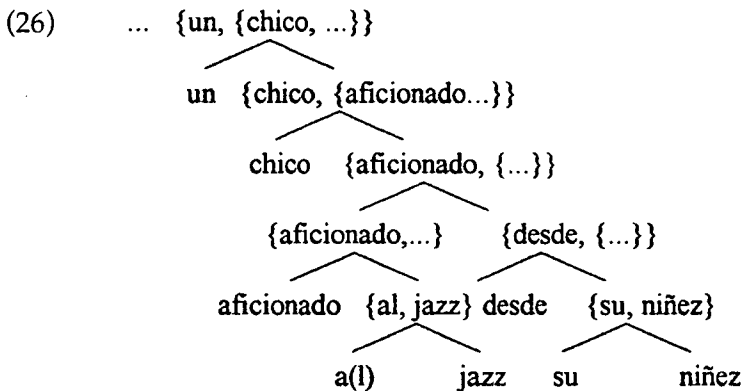 (26) ... {un, {chico, ...}}
un {chico, {aficionado...}}
chico {aficionado, {...}}
{aficionado,...} {desde, {...}}
aficionado {al, jazz} desde {su, niñez}
a(l) jazz su niñez